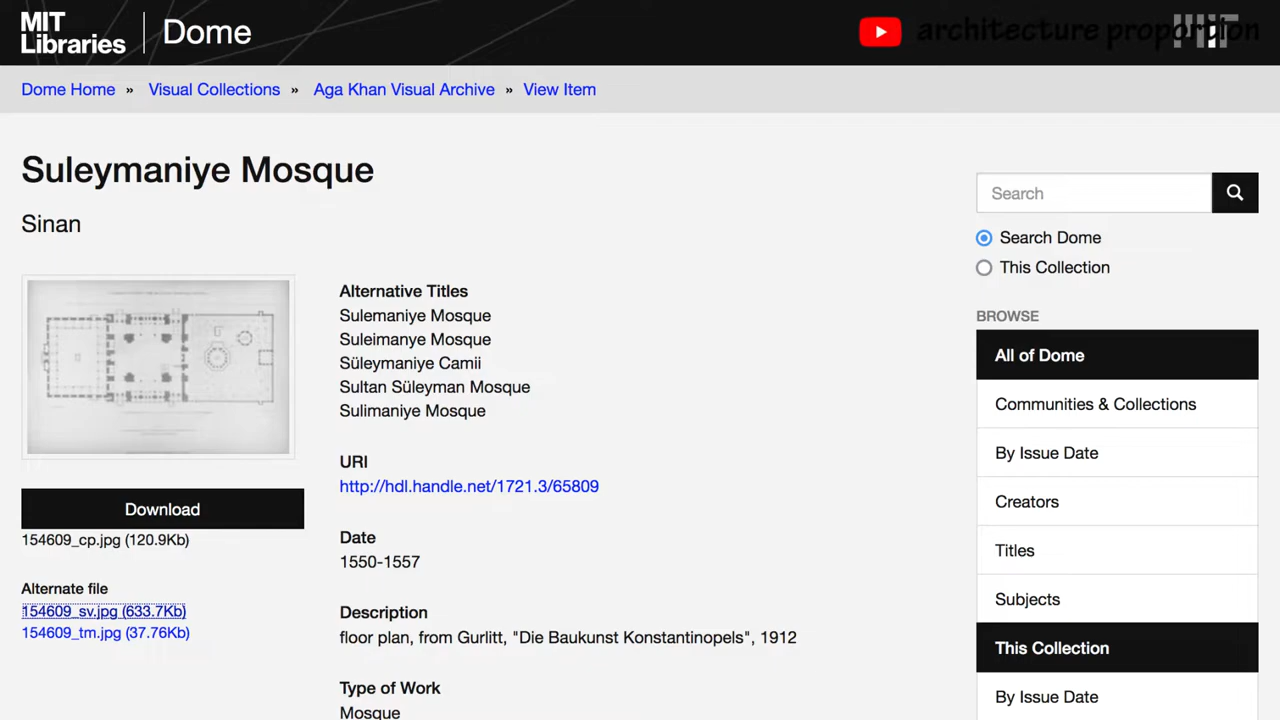 MIT
Libraries
Dome
architecture proportion
Dome Home » Visual Collections » Aga Khan Visual Archive » View Item
Suleymaniye Mosque
Sinan
Download
154609_cp.jpg (120.9Kb)
Alternate file
154609_sv.jpg (633.7Kb)
154609_tm.jpg (37.76Kb)
Alternative Titles
Sulemaniye Mosque
Suleimanye Mosque
Süleymaniye Camii
Sultan Süleyman Mosque
Sulimaniye Mosque
URI
http://hdl.handle.net/1721.3/65809
Date
1550-1557
Description
floor plan, from Gurlitt, "Die Baukunst Konstantinopels", 1912
Type of Work
Mosque
Search
Search Dome
This Collection
BROWSE
All of Dome
Communities & Collections
By Issue Date
Creators
Titles
Subjects
This Collection
By Issue Date